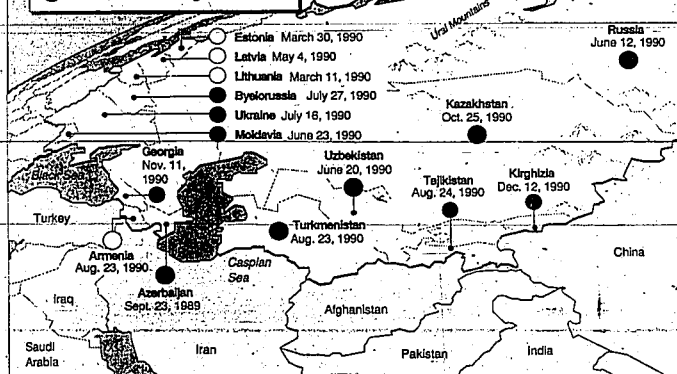 Ural Mountains
Russia
June 12, 1990
Estonia March 30, 1990
Latvia May 4, 1990
Lithuania March 11, 1990
Byelorussia July 27, 1990
Ukraine July 16, 1990
Moldavia June 23, 1990
Kazakhstan
Oct. 25, 1990
Georgia
Nov. 11,
1990
Uzbekistan
June 20, 1990
Tajikistan
Aug. 24, 1990
Kirghizia
Dec. 12, 1990
Black Sea
Turkey
Turkmenistan
Aug. 23, 1990
Armenia
Aug. 23, 1990
Caspian
Sea
China
Azerbaijan
Sept. 23, 1989
Iraq
Afghanistan
Saudi
Arabia
Iran
Pakistan
India